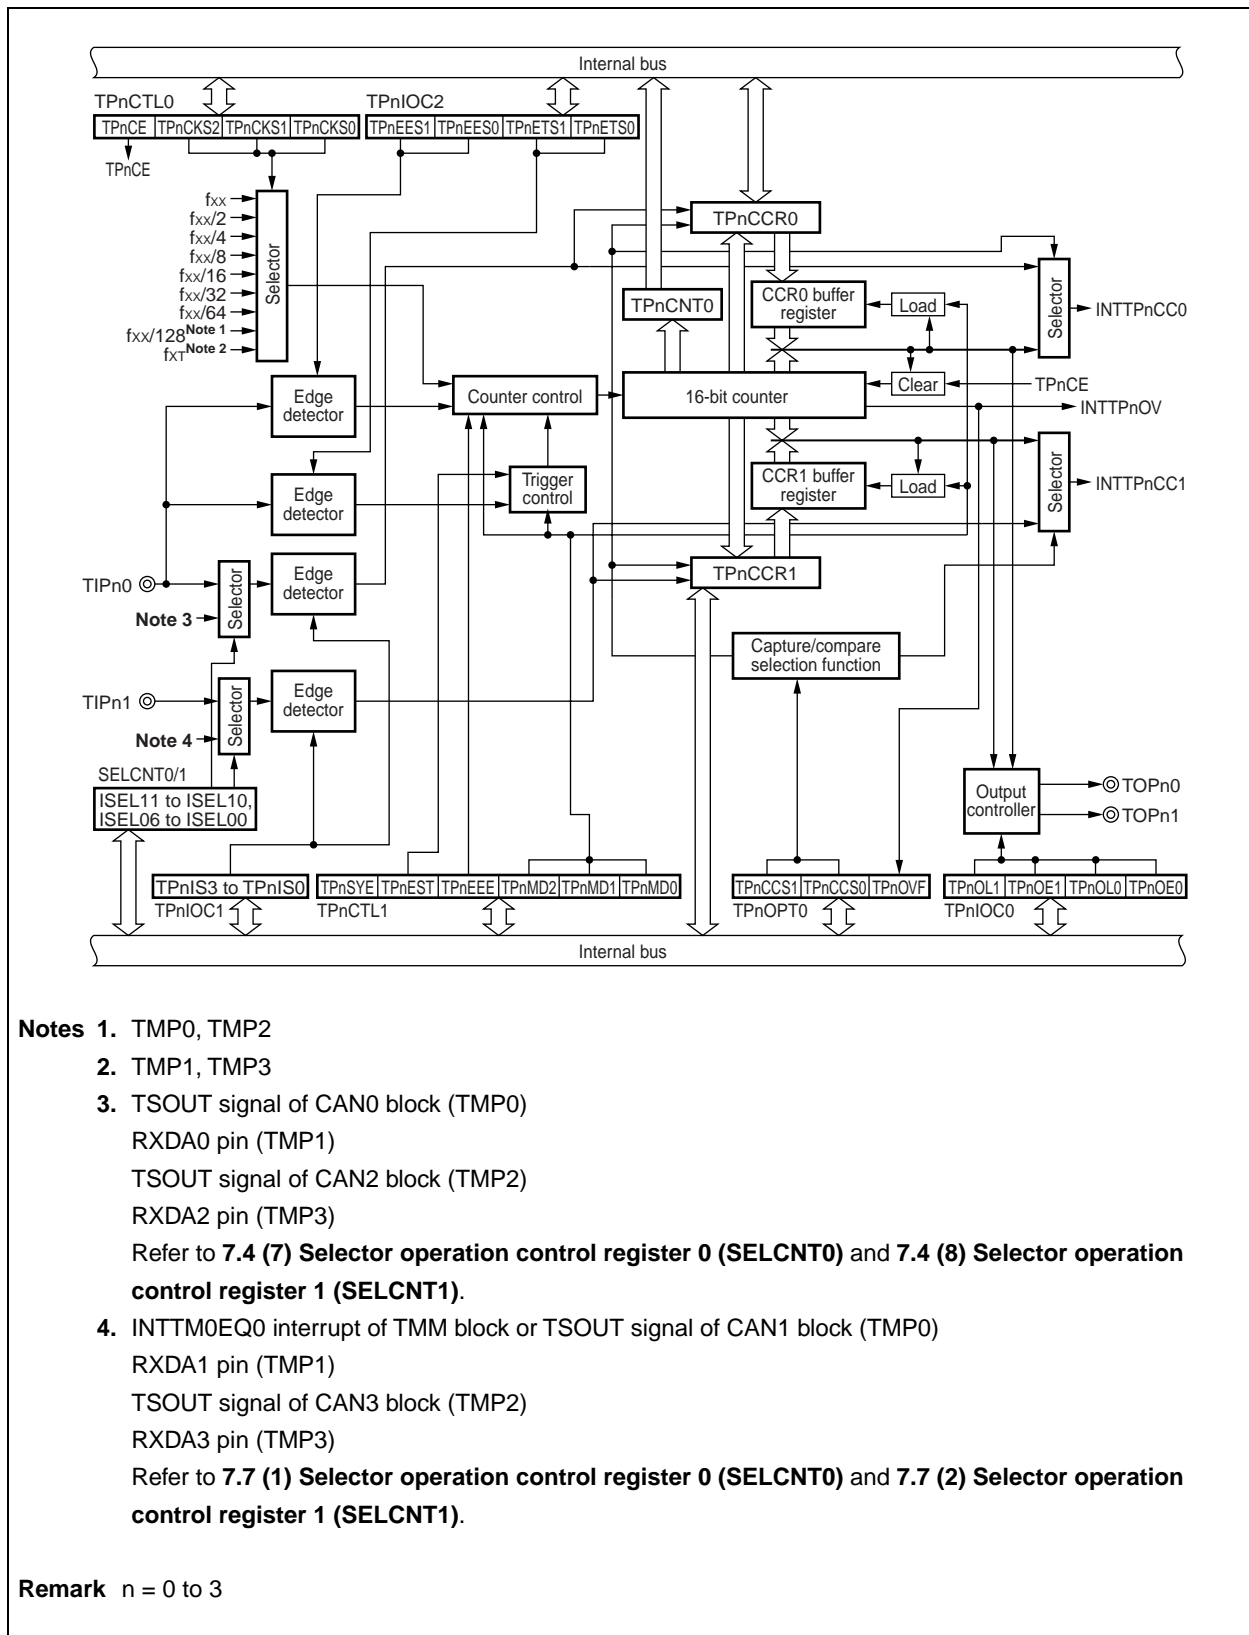 Internal bus
TPnCTL0
TPnIOC2
TPnCE TPnCKS2 TPnCKS1 TPnCKS0
TPnEES1 TPnEES0 TPnETS1 TPnETS0
TPnCE
fxx
fxx/2
fxx/4
fxx/8
fxx/16
fxx/32
fxx/64
fxx/128 Note 1
fXT Note 2
Selector
TPnCCR0
TPnCNT0
CCR0 buffer
register
Load
Selector
INTTPnCC0
Edge
detector
Counter control
16-bit counter
Clear
TPnCE
INTTPnOV
Edge
detector
Trigger
control
CCR1 buffer
register
Load
Selector
INTTPnCC1
TIPn0
Note 3
Selector
Edge
detector
TPnCCR1
Capture/compare
selection function
TIPn1
Note 4
Selector
Edge
detector
SELCNT0/1
ISEL11 to ISEL10,
ISEL06 to ISEL00
Output
controller
TOPn0
TOPn1
TPnIS3 to TPnIS0
TPnSYE TPnEST TPnEEE TPnMD2 TPnMD1 TPnMD0
TPnCCS1 TPnCCS0 TPnOVF
TPnOL1 TPnOE1 TPnOL0 TPnOE0
TPnIOC1
TPnCTL1
TPnOPT0
TPnIOC0
Internal bus
Notes 1. TMP0, TMP2
2. TMP1, TMP3
3. TSOUT signal of CAN0 block (TMP0)
RXDA0 pin (TMP1)
TSOUT signal of CAN2 block (TMP2)
RXDA2 pin (TMP3)
Refer to 7.4 (7) Selector operation control register 0 (SELCNT0) and 7.4 (8) Selector operation
control register 1 (SELCNT1).
4. INTTM0EQ0 interrupt of TMM block or TSOUT signal of CAN1 block (TMP0)
RXDA1 pin (TMP1)
TSOUT signal of CAN3 block (TMP2)
RXDA3 pin (TMP3)
Refer to 7.7 (1) Selector operation control register 0 (SELCNT0) and 7.7 (2) Selector operation
control register 1 (SELCNT1).
Remark n = 0 to 3